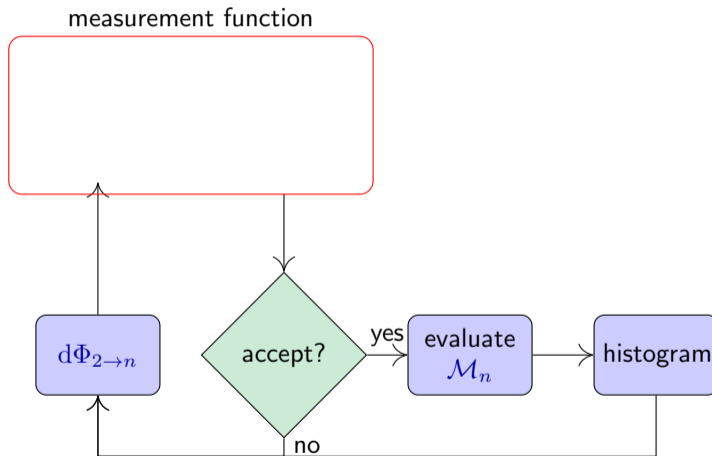 measurement function
dΦ₂→ₙ
accept?
yes
evaluate
ℳₙ
histogram
no